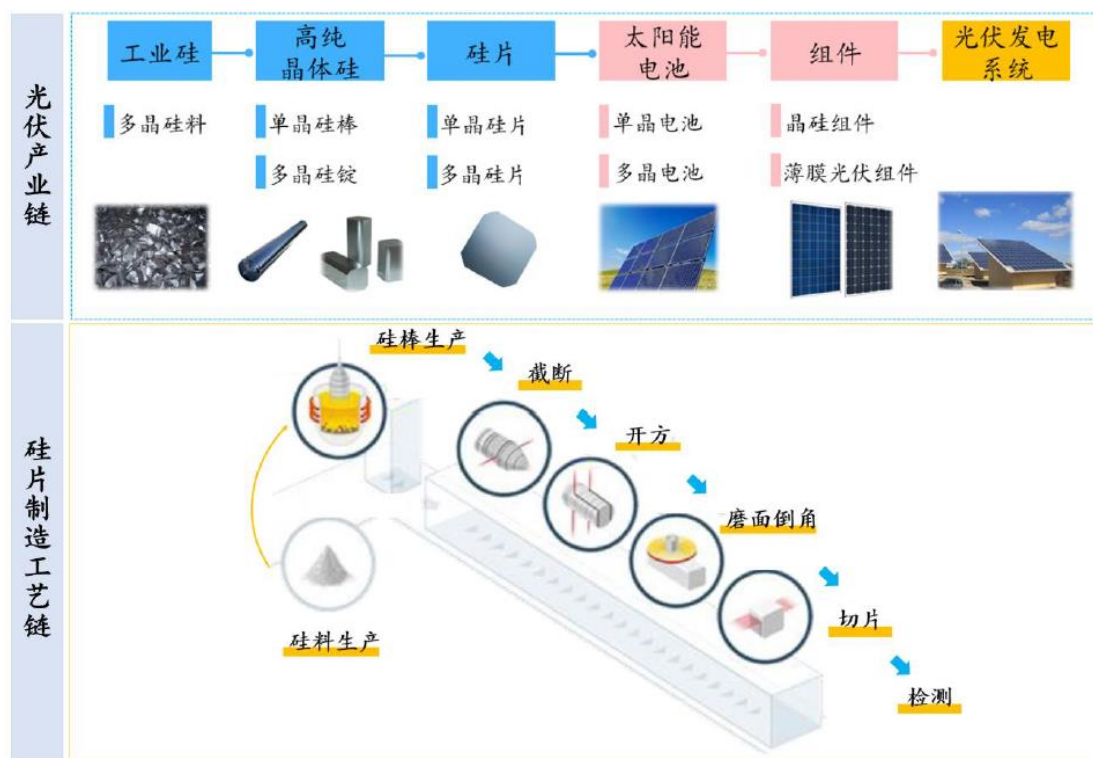 光伏产业链
工业硅
高纯
晶体硅
硅片
太阳能
电池
组件
光伏发电
系统
多晶硅料
单晶硅棒
单晶硅片
单晶电池
晶硅组件
多晶硅锭
多晶硅片
多晶电池
薄膜光伏组件
硅片制造工艺链
硅棒生产
截断
开方
磨面倒角
硅料生产
切片
检测